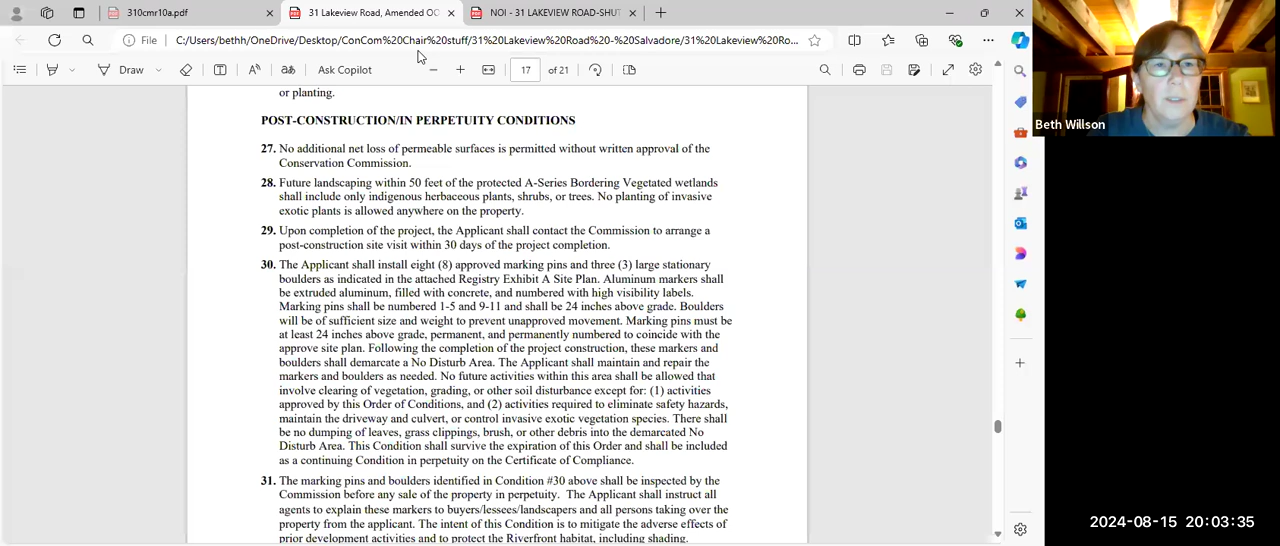 310cmr10a.pdf
31 Lakeview Road, Amended OO
NOI - 31 LAKEVIEW ROAD-SHUT
File
C:/Users/bethh/OneDrive/Desktop/ConCom%20Chair%20stuff/31%20Lakeview%20Road%20-%20Salvadore/31%20Lakeview%20Ro...
Draw
Ask Copilot
17 of 21
Beth Willson
or planting.
POST-CONSTRUCTION/IN PERPETUITY CONDITIONS
27. No additional net loss of permeable surfaces is permitted without written approval of the
Conservation Commission.
28. Future landscaping within 50 feet of the protected A-Series Bordering Vegetated wetlands
shall include only indigenous herbaceous plants, shrubs, or trees. No planting of invasive
exotic plants is allowed anywhere on the property.
29. Upon completion of the project, the Applicant shall contact the Commission to arrange a
post-construction site visit within 30 days of the project completion.
30. The Applicant shall install eight (8) approved marking pins and three (3) large stationary
boulders as indicated in the attached Registry Exhibit A Site Plan. Aluminum markers shall
be extruded aluminum, filled with concrete, and numbered with high visibility labels.
Marking pins shall be numbered 1-5 and 9-11 and shall be 24 inches above grade. Boulders
will be of sufficient size and weight to prevent unapproved movement. Marking pins must be
at least 24 inches above grade, permanent, and permanently numbered to coincide with the
approve site plan. Following the completion of the project construction, these markers and
boulders shall demarcate a No Disturb Area. The Applicant shall maintain and repair the
markers and boulders as needed. No future activities within this area shall be allowed that
involve clearing of vegetation, grading, or other soil disturbance except for: (1) activities
approved by this Order of Conditions, and (2) activities required to eliminate safety hazards,
maintain the driveway and culvert, or control invasive exotic vegetation species. There shall
be no dumping of leaves, grass clippings, brush, or other debris into the demarcated No
Disturb Area. This Condition shall survive the expiration of this Order and shall be included
as a continuing Condition in perpetuity on the Certificate of Compliance.
31. The marking pins and boulders identified in Condition #30 above shall be inspected by the
Commission before any sale of the property in perpetuity. The Applicant shall instruct all
agents to explain these markers to buyers/lessees/landscapers and all persons taking over the
property from the applicant. The intent of this Condition is to mitigate the adverse effects of
prior development activities and to protect the Riverfront habitat, including shading.
2024-08-15 20:03:35